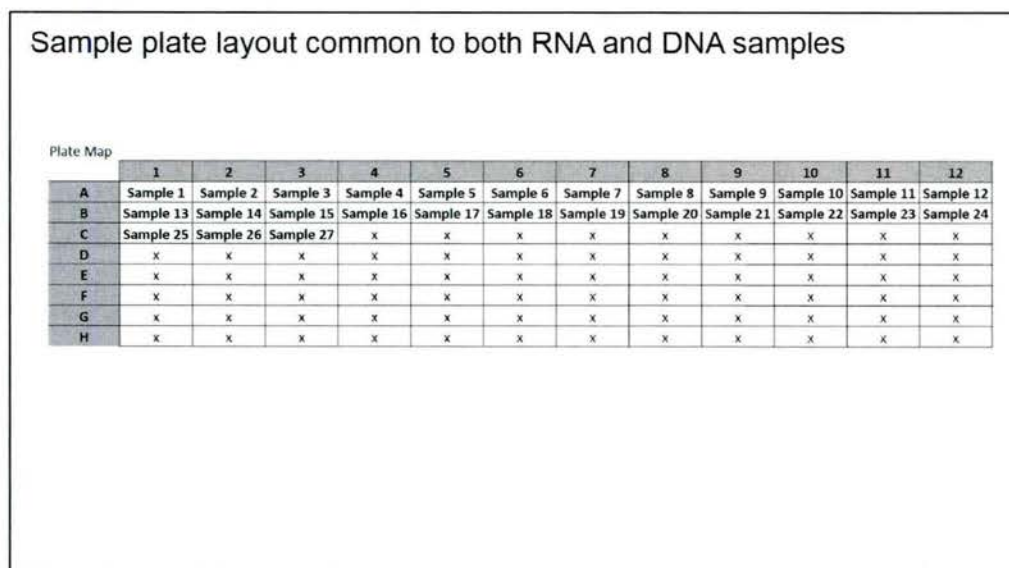 Sample plate layout common to both RNA and DNA samples
Plate Map
1 2 3 4 5 6 7 8 9 10 11 12
A Sample 1 Sample 2 Sample 3 Sample 4 Sample 5 Sample 6 Sample 7 Sample 8 Sample 9 Sample 10 Sample 11 Sample 12
B Sample 13 Sample 14 Sample 15 Sample 16 Sample 17 Sample 18 Sample 19 Sample 20 Sample 21 Sample 22 Sample 23 Sample 24
C Sample 25 Sample 26 Sample 27 x x x x x x x x x
D x x x x x x x x x x x x
E x x x x x x x x x x x x
F x x x x x x x x x x x x
G x x x x x x x x x x x x
H x x x x x x x x x x x x